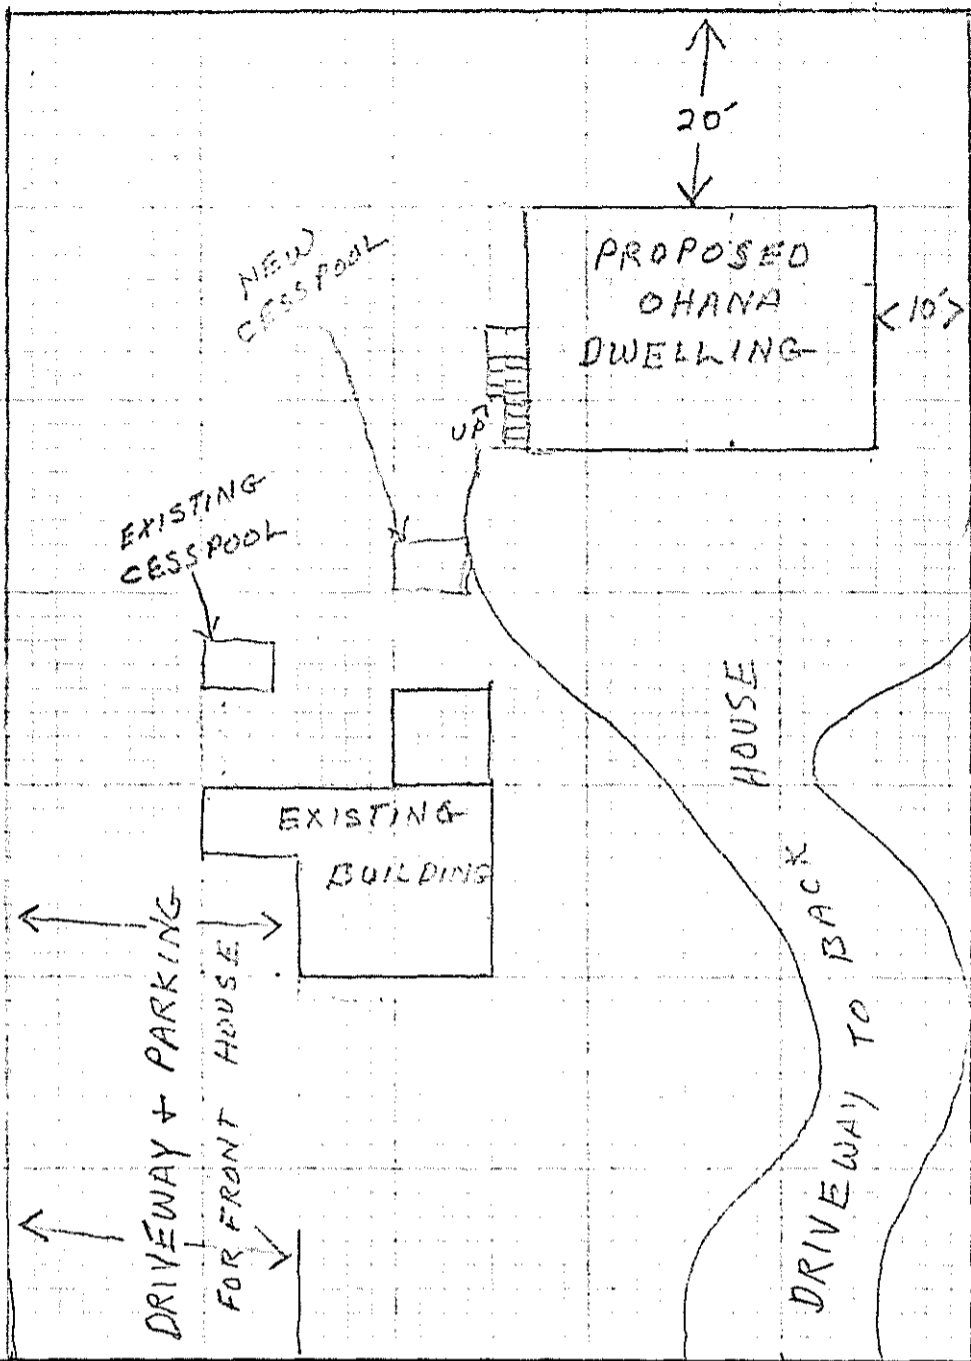 20′
PROPOSED
OHANA
DWELLING
<10′>
NEW
CESSPOOL
UP
EXISTING
CESSPOOL
EXISTING
BUILDING
DRIVEWAY + PARKING
FOR FRONT HOUSE
DRIVEWAY TO BACK HOUSE